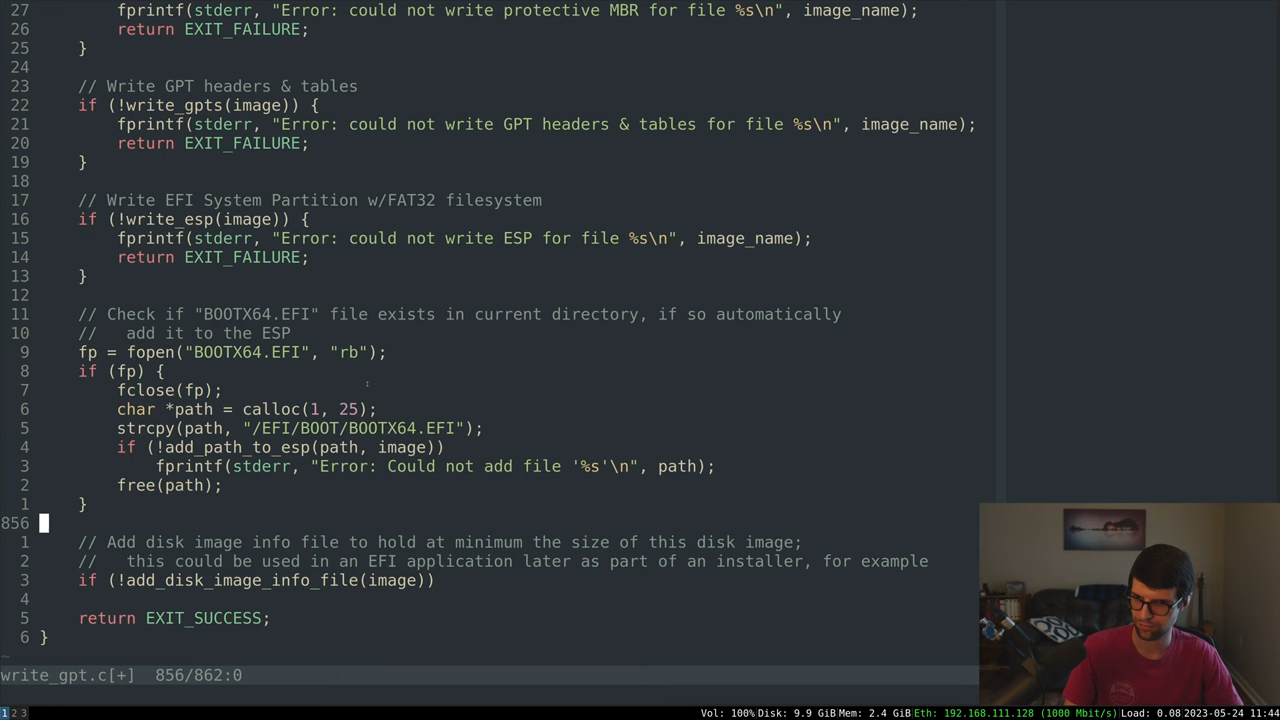 27         fprintf(stderr, "Error: could not write protective MBR for file %s\n", image_name);
26         return EXIT_FAILURE;
25     }
24
23     // Write GPT headers & tables
22     if (!write_gpts(image)) {
21         fprintf(stderr, "Error: could not write GPT headers & tables for file %s\n", image_name);
20         return EXIT_FAILURE;
19     }
18
17     // Write EFI System Partition w/FAT32 filesystem
16     if (!write_esp(image)) {
15         fprintf(stderr, "Error: could not write ESP for file %s\n", image_name);
14         return EXIT_FAILURE;
13     }
12
11     // Check if "BOOTX64.EFI" file exists in current directory, if so automatically
10     //   add it to the ESP
9     fp = fopen("BOOTX64.EFI", "rb");
8     if (fp) {
7         fclose(fp);
6         char *path = calloc(1, 25);
5         strcpy(path, "/EFI/BOOT/BOOTX64.EFI");
4         if (!add_path_to_esp(path, image))
3             fprintf(stderr, "Error: Could not add file '%s'\n", path);
2         free(path);
1     }
856
1     // Add disk image info file to hold at minimum the size of this disk image;
2     //   this could be used in an EFI application later as part of an installer, for example
3     if (!add_disk_image_info_file(image))
4
5     return EXIT_SUCCESS;
6 }
~
write_gpt.c[+]  856/862:0
1 2 3 Vol: 100% Disk: 9.9 GiB Mem: 2.4 GiB Eth: 192.168.111.128 (1000 Mbit/s) Load: 0.08 2023-05-24 11:44